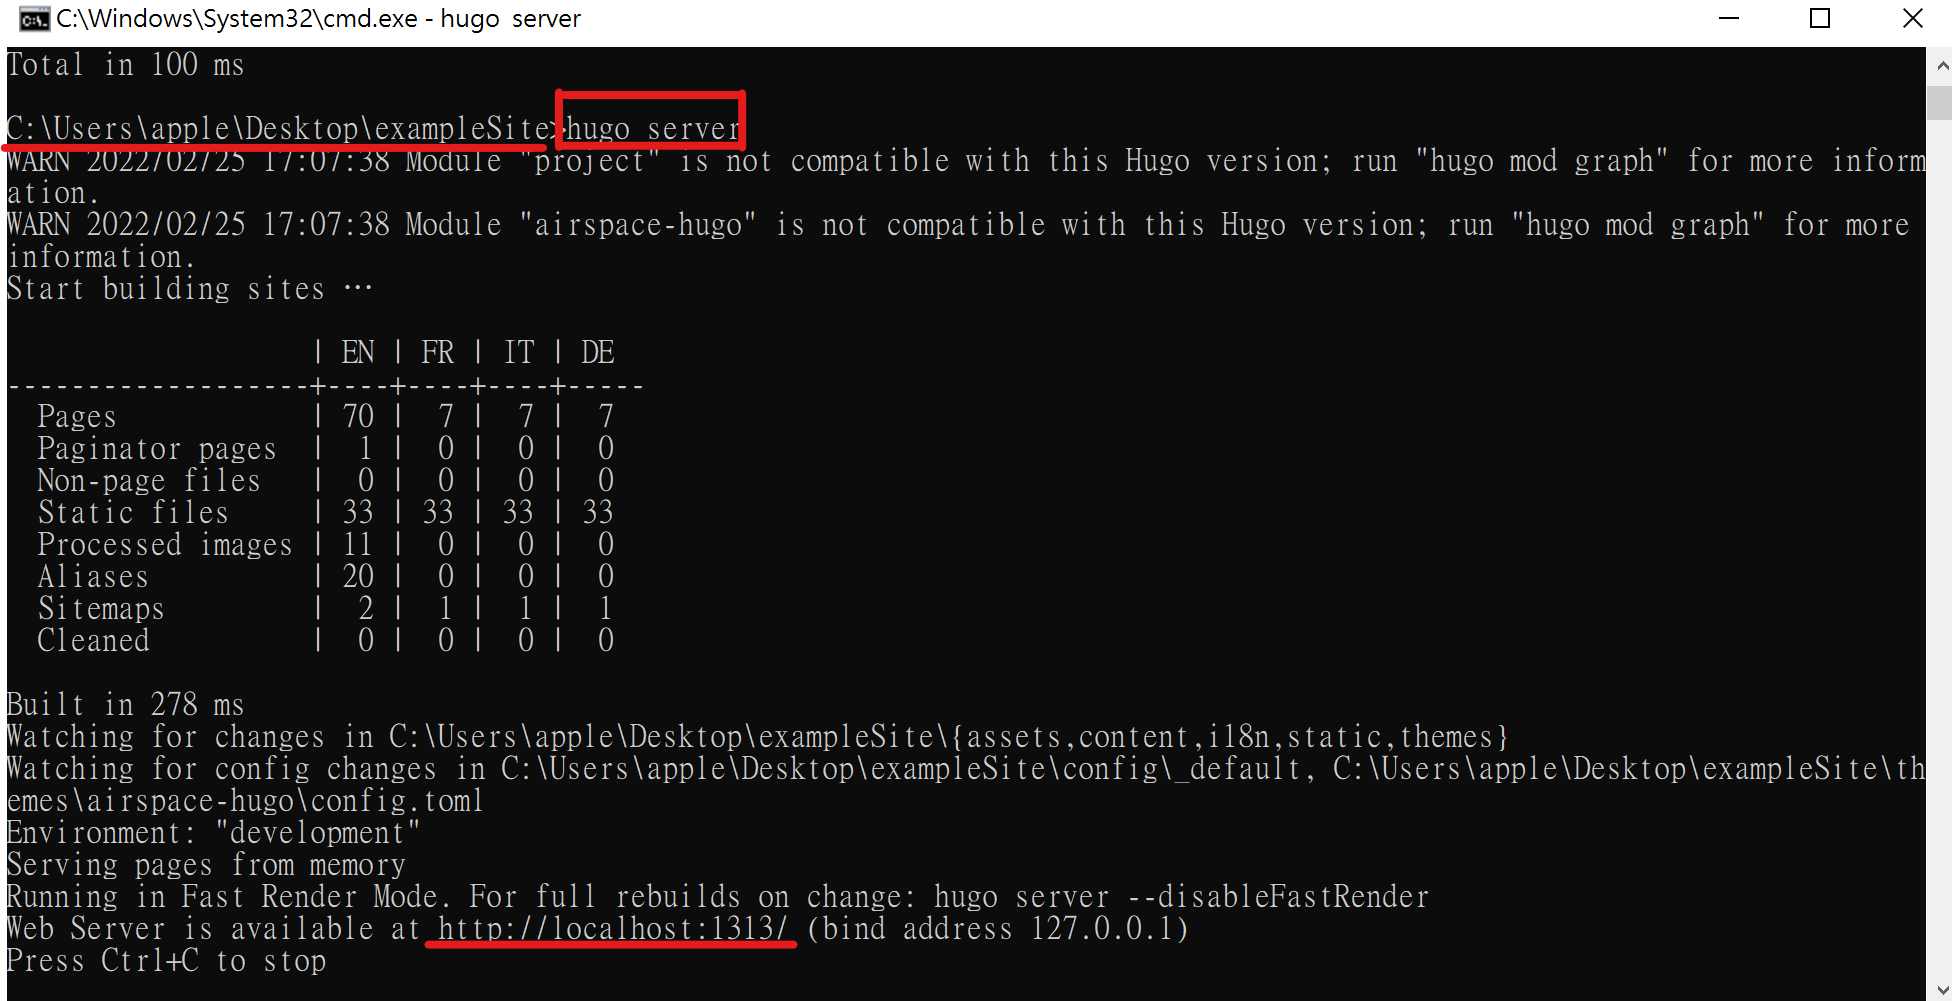 C:\Windows\System32\cmd.exe - hugo  server
Total in 100 ms
C:\Users\apple\Desktop\exampleSite>hugo server
WARN 2022/02/25 17:07:38 Module "project" is not compatible with this Hugo version; run "hugo mod graph" for more inform
ation.
WARN 2022/02/25 17:07:38 Module "airspace-hugo" is not compatible with this Hugo version; run "hugo mod graph" for more
information.
Start building sites …
                   | EN | FR | IT | DE
-------------------+----+----+----+-----
  Pages            | 70 |  7 |  7 |  7
  Paginator pages  |  1 |  0 |  0 |  0
  Non-page files   |  0 |  0 |  0 |  0
  Static files     | 33 | 33 | 33 | 33
  Processed images | 11 |  0 |  0 |  0
  Aliases          | 20 |  0 |  0 |  0
  Sitemaps         |  2 |  1 |  1 |  1
  Cleaned          |  0 |  0 |  0 |  0
Built in 278 ms
Watching for changes in C:\Users\apple\Desktop\exampleSite\{assets,content,i18n,static,themes}
Watching for config changes in C:\Users\apple\Desktop\exampleSite\config\_default, C:\Users\apple\Desktop\exampleSite\th
emes\airspace-hugo\config.toml
Environment: "development"
Serving pages from memory
Running in Fast Render Mode. For full rebuilds on change: hugo server --disableFastRender
Web Server is available at http://localhost:1313/ (bind address 127.0.0.1)
Press Ctrl+C to stop